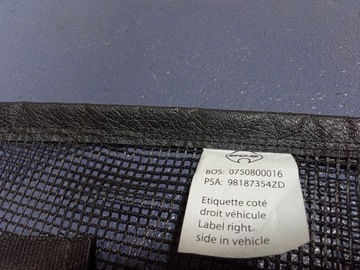 BOS: 0750800016
PSA: 98187354ZD
Etiquette coté
droit véhicule
Label right
side in vehicle